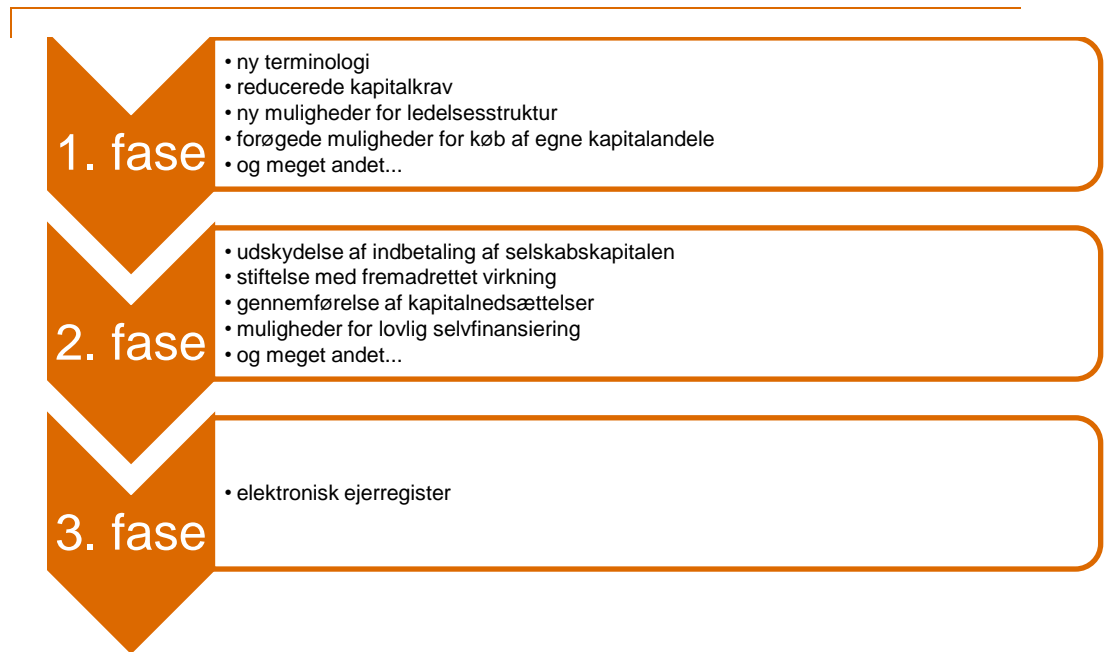 1. fase
• ny terminologi
• reducerede kapitalkrav
• ny muligheder for ledelsesstruktur
• forøgede muligheder for køb af egne kapitalandele
• og meget andet...
2. fase
• udskydelse af indbetaling af selskabskapitalen
• stiftelse med fremadrettet virkning
• gennemførelse af kapitalnedsættelser
• muligheder for lovlig selvfinansiering
• og meget andet...
3. fase
• elektronisk ejerregister